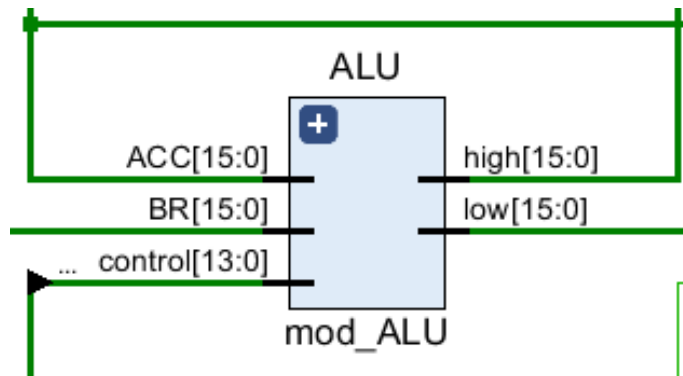 ALU
+
ACC[15:0]
high[15:0]
BR[15:0]
low[15:0]
... control[13:0]
mod_ALU